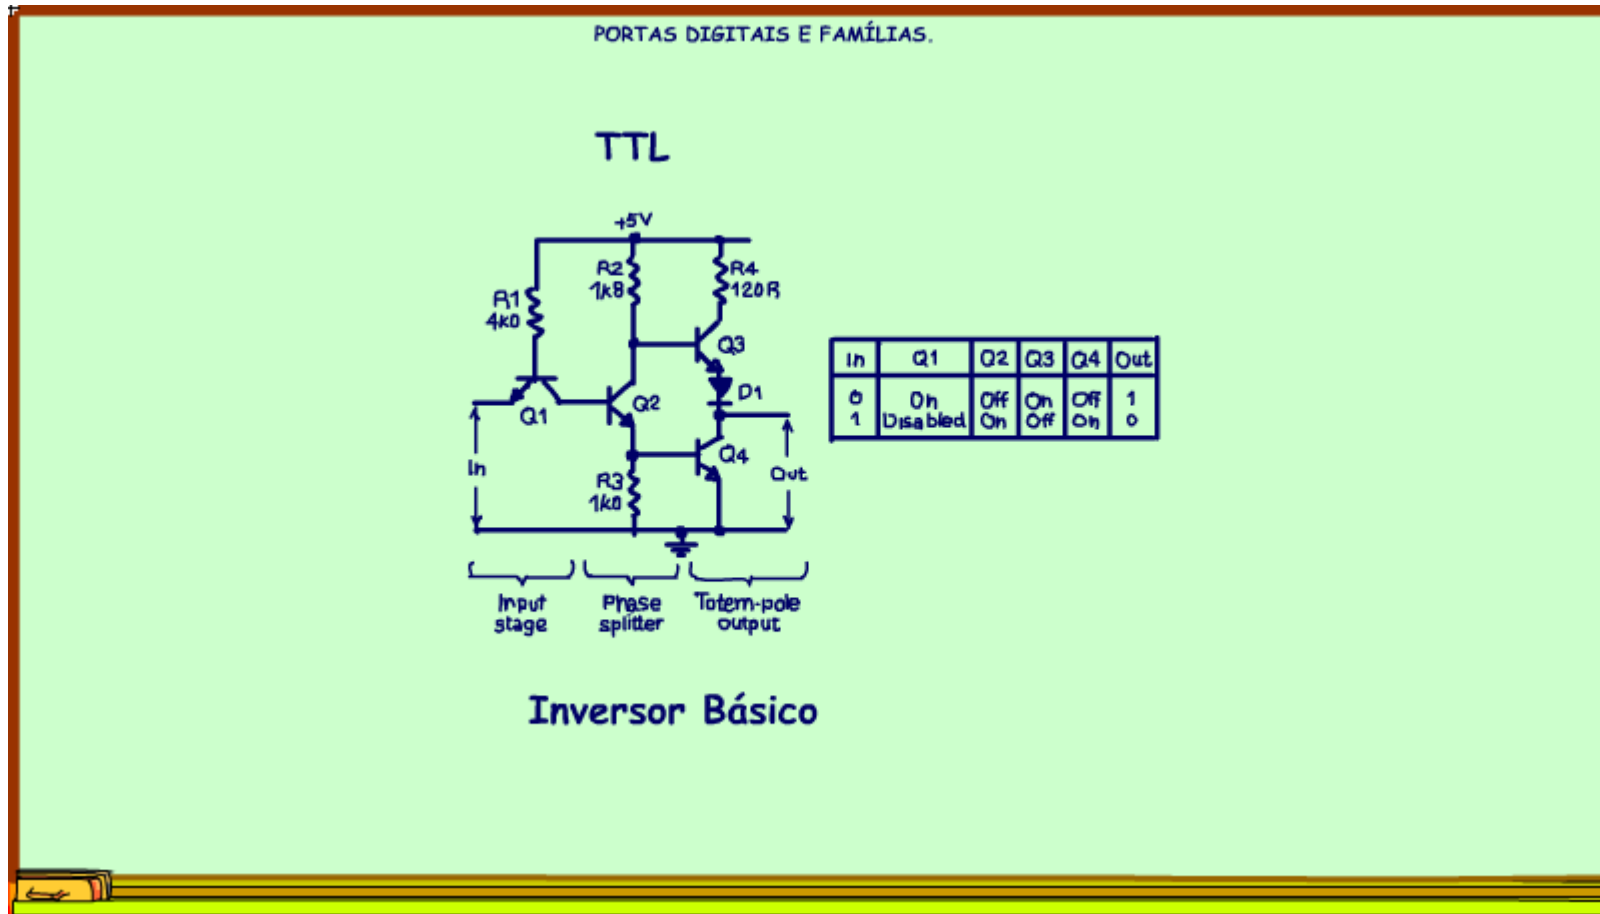 PORTAS DIGITAIS E FAMÍLIAS.
TTL
+5V
R2
1k8
R4
120R
R1
4k0
Q3
D1
Q1
Q2
Q4
In
Out
R3
1k0
Input
stage
Phase
splitter
Totem-pole
output
In Q1 Q2 Q3 Q4 Out
0 On Off On Off 1
1 Disabled On Off On 0
Inversor Básico